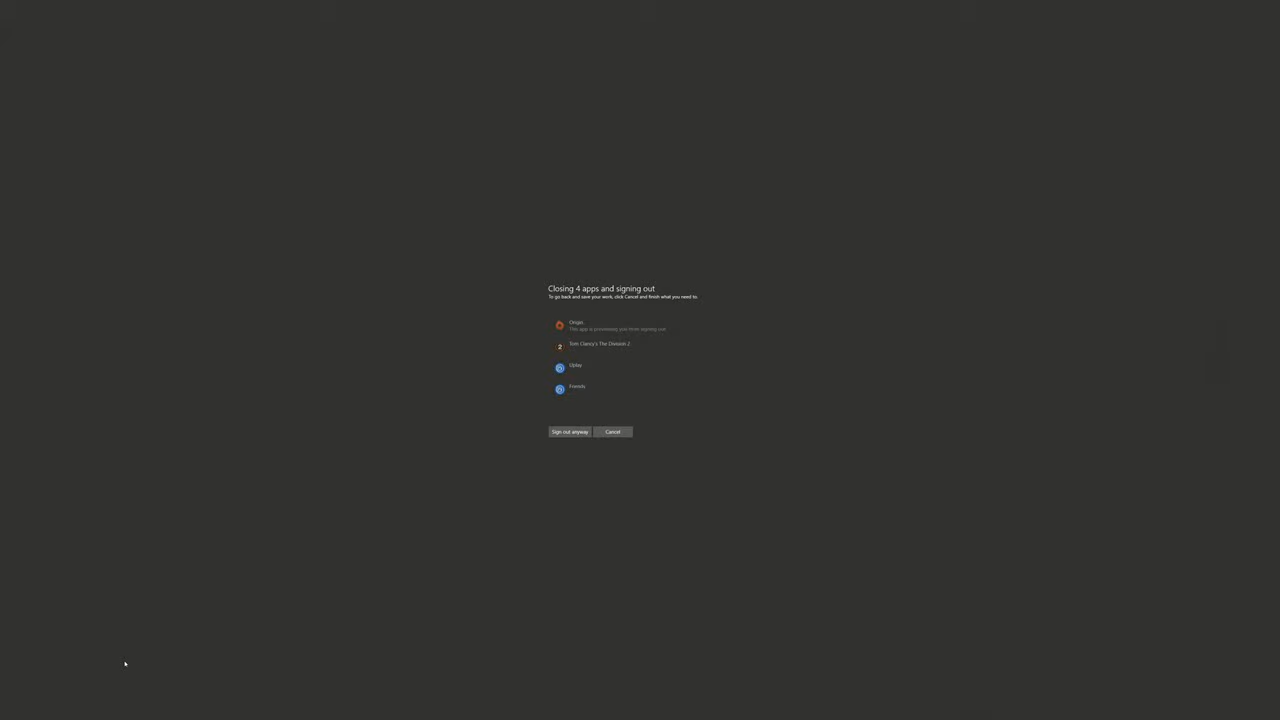 Closing 4 apps and signing out
To go back and save your work, click Cancel and finish what you need to.
Origin
This app is preventing you from signing out.
2
Tom Clancy's The Division 2
Uplay
Friends
Sign out anyway
Cancel